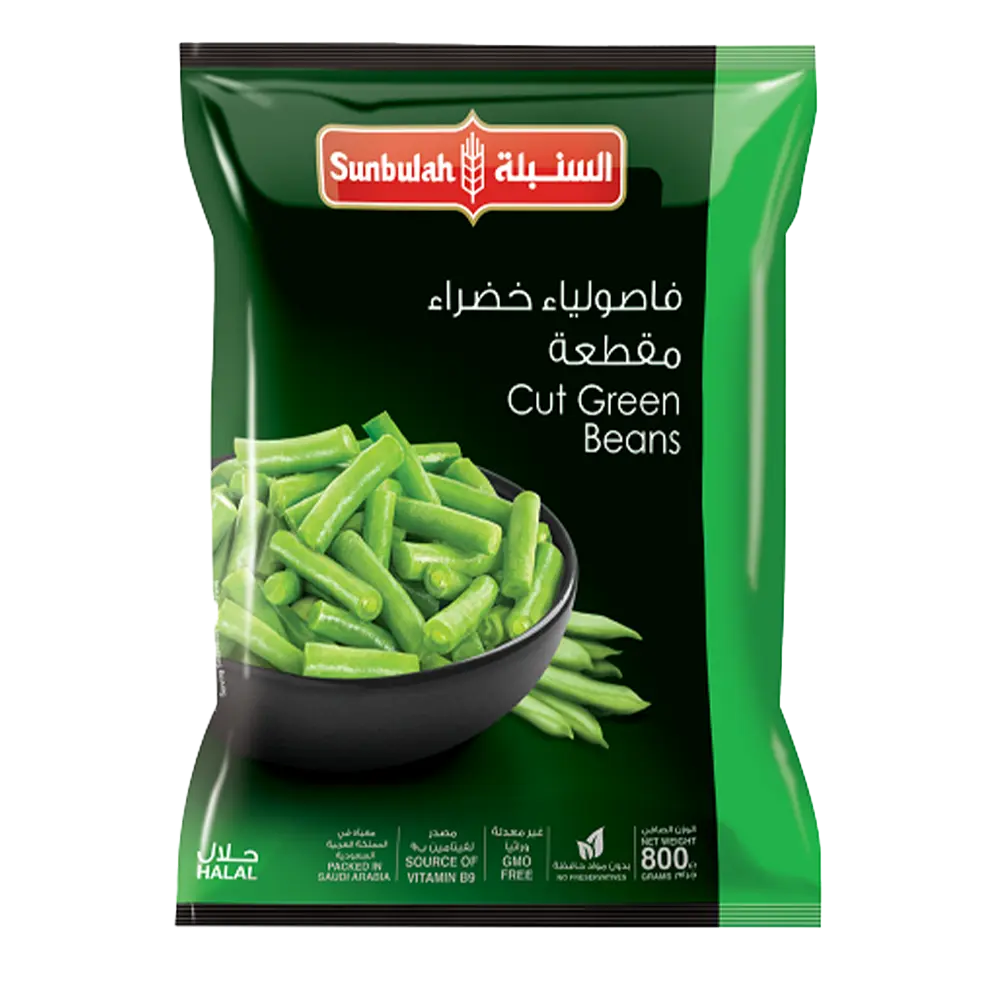 Sunbulah السنبلة
فاصولياء خضراء
مقطعة
Cut Green
Beans
حلال
HALAL
معبأة في
المملكة العربية
السعودية
PACKED IN
SAUDI ARABIA
مصدر
لفيتامين ب٩
SOURCE OF
VITAMIN B9
غير معدلة
وراثيا
GMO
FREE
بدون مواد حافظة
NO PRESERVATIVES
الوزن الصافي
NET WEIGHT
800
GRAMS جرام